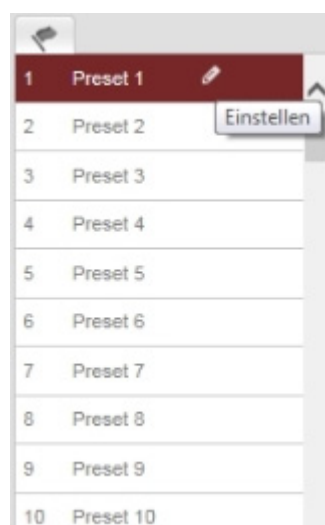 1 Preset 1
Einstellen
2 Preset 2
3 Preset 3
4 Preset 4
5 Preset 5
6 Preset 6
7 Preset 7
8 Preset 8
9 Preset 9
10 Preset 10